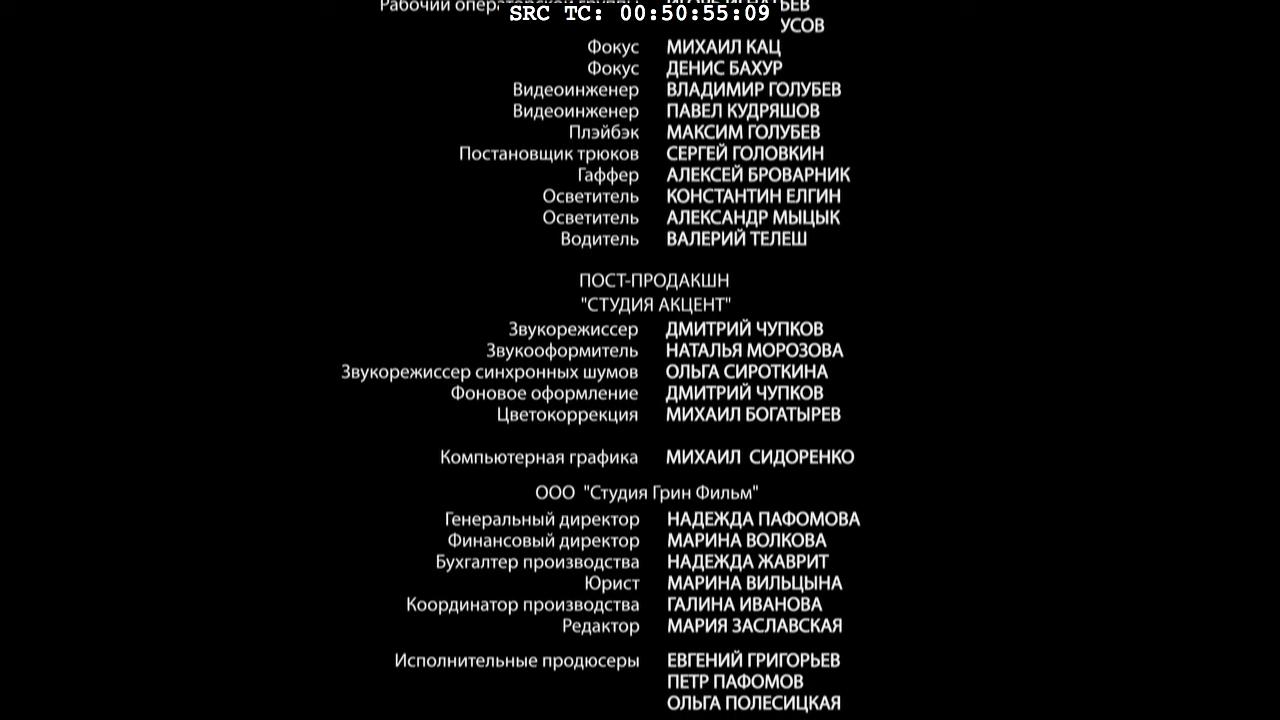 SRC TC: 00:50:55:09
Рабочий
УСОВ
Фокус МИХАИЛ КАЦ
Фокус ДЕНИС БАХУР
Видеоинженер ВЛАДИМИР ГОЛУБЕВ
Видеоинженер ПАВЕЛ КУДРЯШОВ
Плэйбэк МАКСИМ ГОЛУБЕВ
Постановщик трюков СЕРГЕЙ ГОЛОВКИН
Гаффер АЛЕКСЕЙ БРОВАРНИК
Осветитель КОНСТАНТИН ЕЛГИН
Осветитель АЛЕКСАНДР МЫЦЫК
Водитель ВАЛЕРИЙ ТЕЛЕШ
ПОСТ-ПРОДАКШН
"СТУДИЯ АКЦЕНТ"
Звукорежиссер ДМИТРИЙ ЧУПКОВ
Звукооформитель НАТАЛЬЯ МОРОЗОВА
Звукорежиссер синхронных шумов ОЛЬГА СИРОТКИНА
Фоновое оформление ДМИТРИЙ ЧУПКОВ
Цветокоррекция МИХАИЛ БОГАТЫРЕВ
Компьютерная графика МИХАИЛ СИДОРЕНКО
ООО "Студия Грин Фильм"
Генеральный директор НАДЕЖДА ПАФОМОВА
Финансовый директор МАРИНА ВОЛКОВА
Бухгалтер производства НАДЕЖДА ЖАВРИТ
Юрист МАРИНА ВИЛЬЦЫНА
Координатор производства ГАЛИНА ИВАНОВА
Редактор МАРИЯ ЗАСЛАВСКАЯ
Исполнительные продюсеры ЕВГЕНИЙ ГРИГОРЬЕВ
ПЕТР ПАФОМОВ
ОЛЬГА ПОЛЕСИЦКАЯ